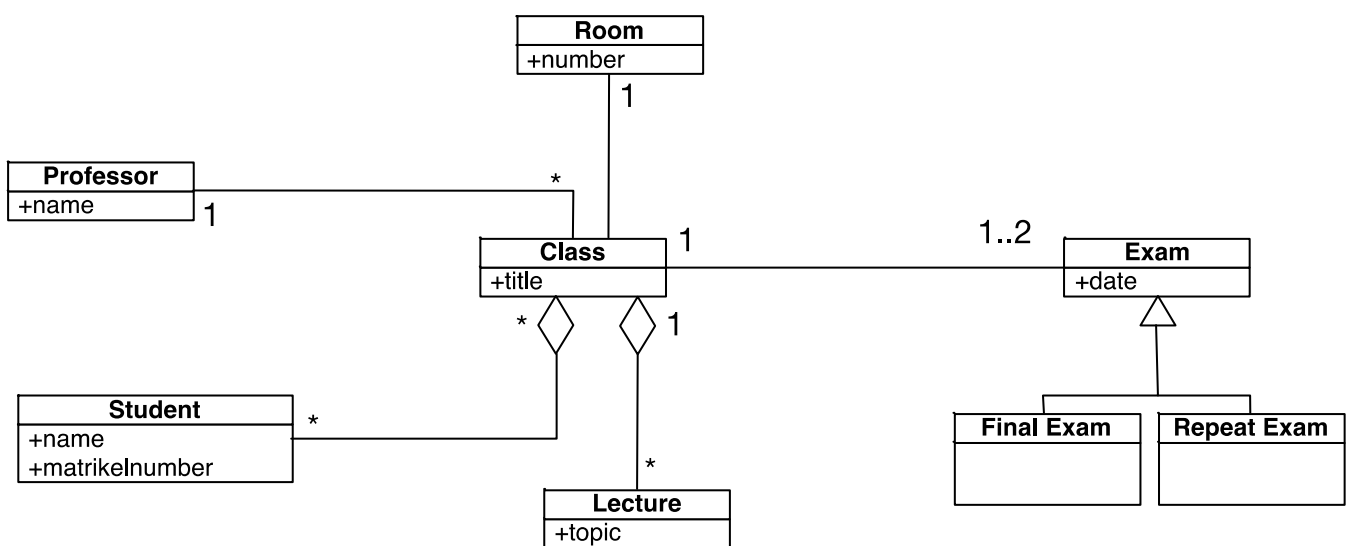 Room
+number
1
Professor
+name
1
*
Class
+title
1
1..2
Exam
+date
*
1
Student
+name
+matrikelnumber
*
*
Lecture
+topic
Final Exam
Repeat Exam